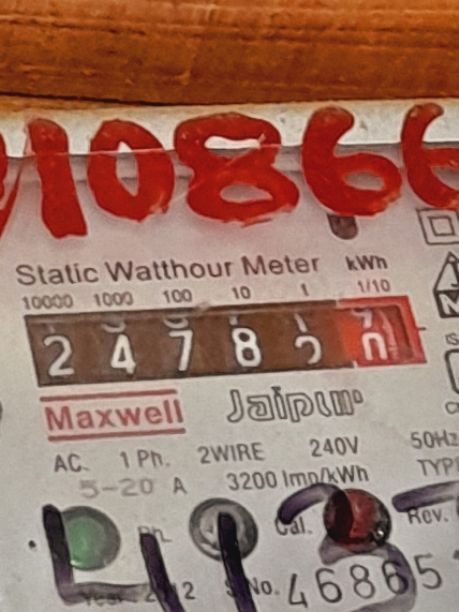 10866
Static Watthour Meter kWh
10000 1000 100 10 1 1/10
2 4 7 8
Maxwell Jaipur
AC. 1 Ph. 2WIRE 240V 50Hz
5-20 A 3200 Imp/kWh TYP
Cal. Rev.
No. 46865